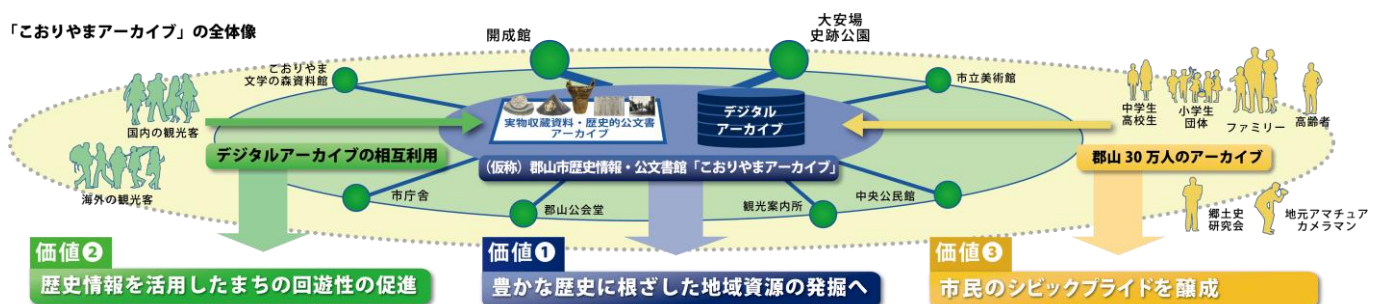 「こおりやまアーカイブ」の全体像
開成館
大安場
史跡公園
こおりやま
文学の森資料館
市立美術館
国内の観光客
海外の観光客
実物収蔵資料・歴史的公文書
アーカイブ
デジタル
アーカイブ
中学生
高校生
小学生
団体
ファミリー
高齢者
デジタルアーカイブの相互利用
（仮称）郡山市歴史情報・公文書館「こおりやまアーカイブ」
郡山30万人のアーカイブ
市庁舎
郡山公会堂
観光案内所
中央公民館
郷土史
研究会
地元アマチュア
カメラマン
価値❷
歴史情報を活用したまちの回遊性の促進
価値❶
豊かな歴史に根ざした地域資源の発掘へ
価値❸
市民のシビックプライドを醸成